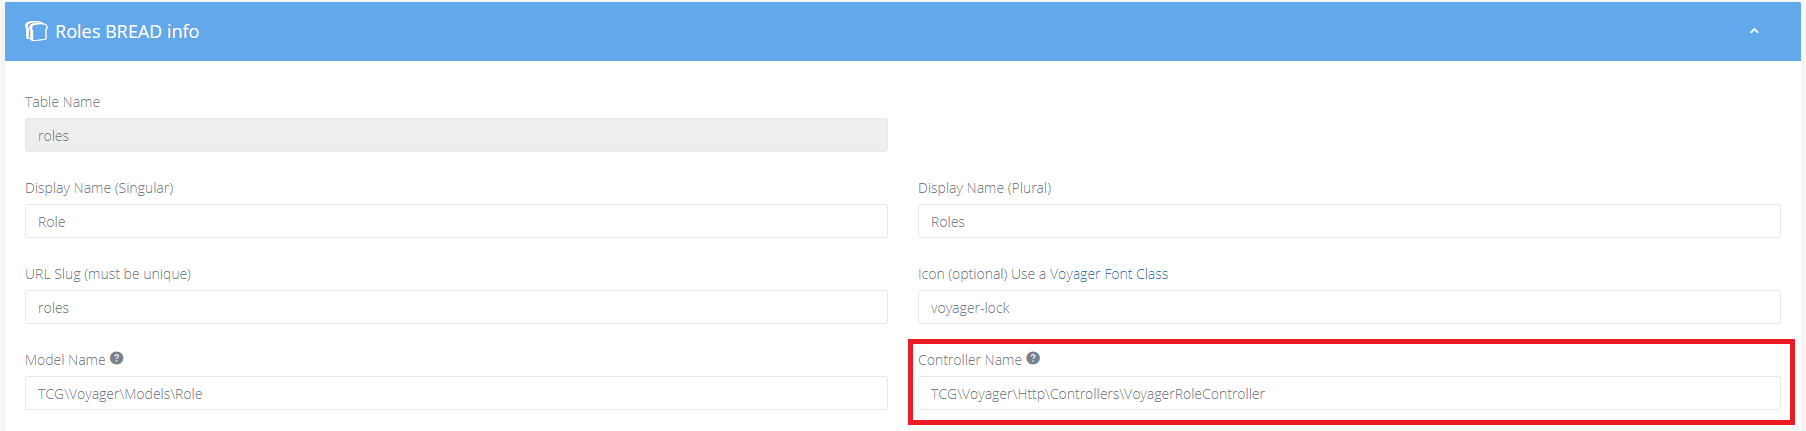 Roles BREAD info
Table Name
roles
Display Name (Singular)
Display Name (Plural)
Role
Roles
URL Slug (must be unique)
Icon (optional) Use a Voyager Font Class
roles
voyager-lock
Model Name ?
Controller Name ?
TCG\Voyager\Models\Role
TCG\Voyager\Http\Controllers\VoyagerRoleController